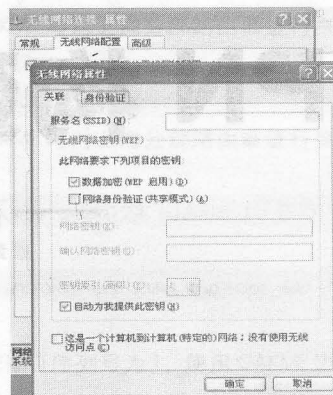 无线网络连接 属性
常规 无线网络配置 高级
无线网络属性
关联 身份验证
服务名(SSID)(N)
无线网络密钥(WEP)
此网络要求下列项目的密钥:
数据加密(WEP 启用)(D)
网络身份验证(共享模式)(A)
网络密钥(K):
确认网络密钥(O):
密钥索引(高级)(X):
自动为我提供此密钥(H)
这是一个计算机到计算机(特定的)网络;没有使用无线
访问点(C)
确定 取消